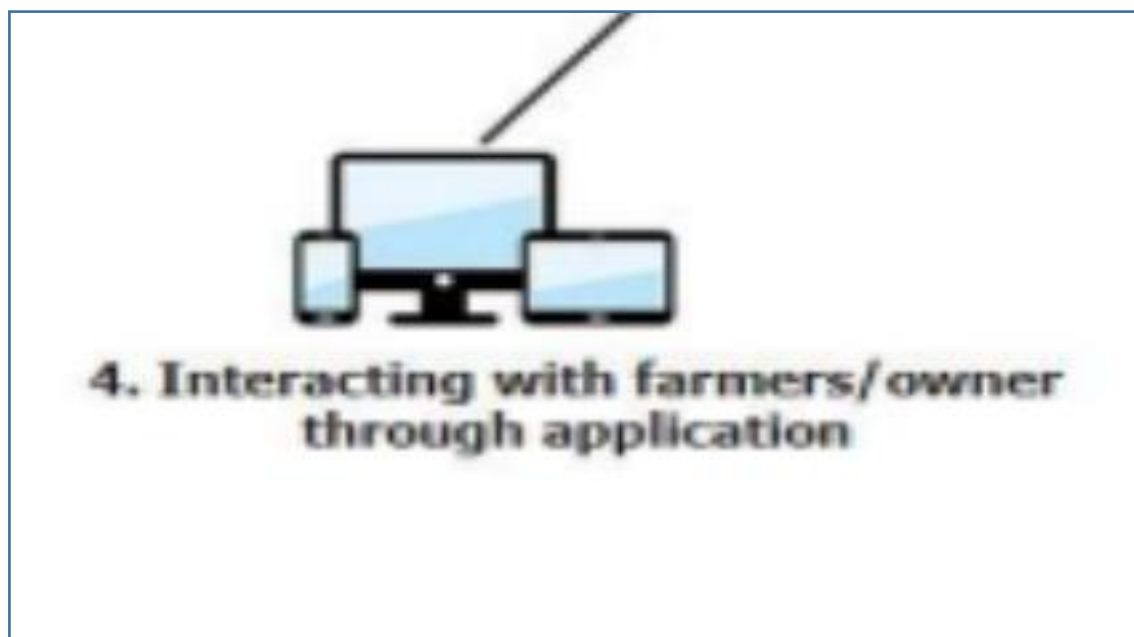 4. Interacting with farmers/owner
through application